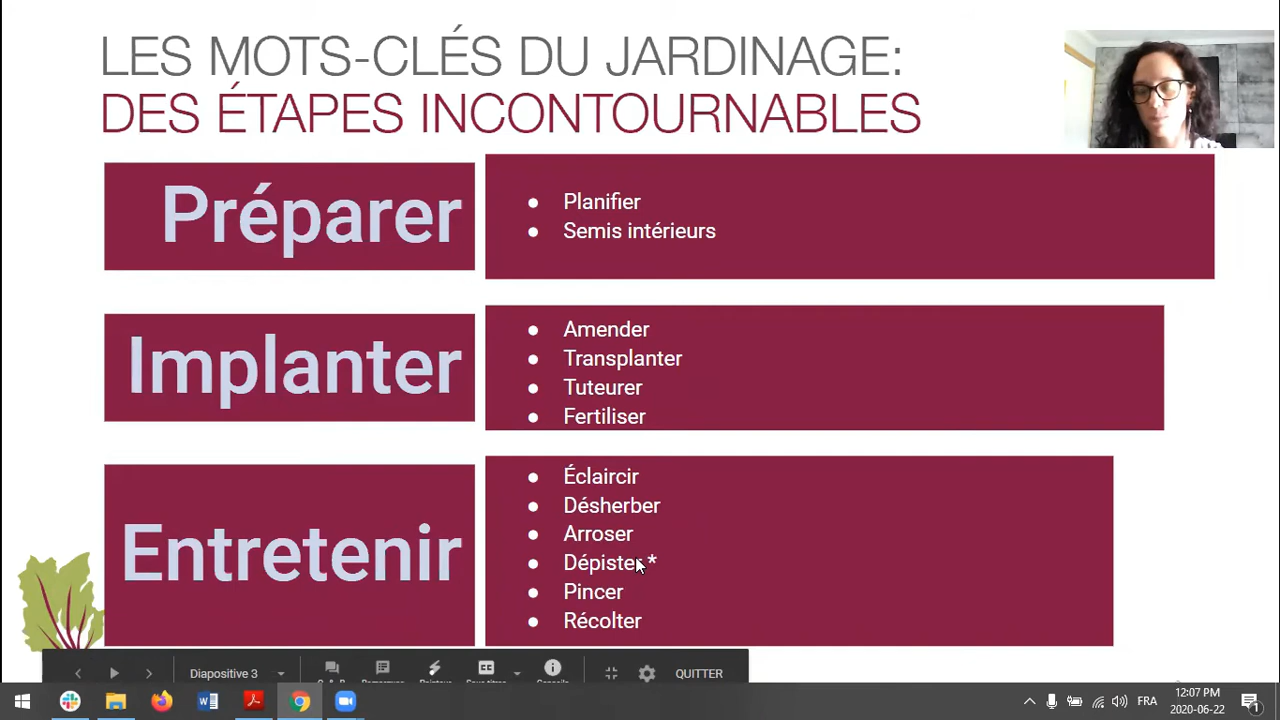 LES MOTS-CLÉS DU JARDINAGE:
DES ÉTAPES INCONTOURNABLES
Préparer
● Planifier
● Semis intérieurs
Implanter
● Amender
● Transplanter
● Tuteurer
● Fertiliser
Entretenir
● Éclaircir
● Désherber
● Arroser
● Dépister*
● Pincer
● Récolter
Diapositive 3
QUITTER
FRA
12:07 PM
2020-06-22